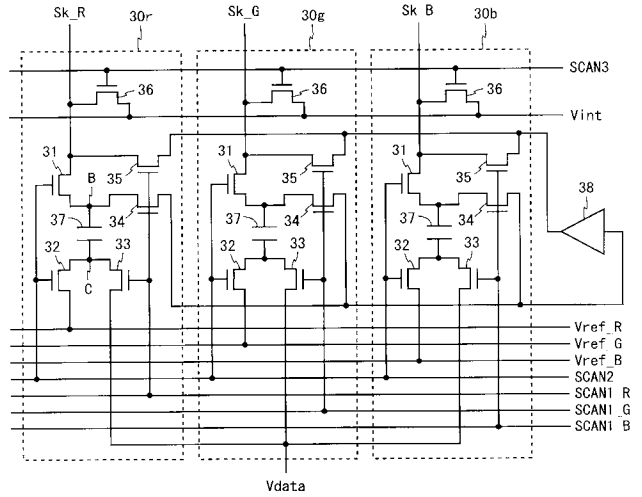 Sk_R 30r Sk_G 30g Sk_B 30b
SCAN3
36 36 36
Vint
31 35 31 35 31 35
38
B
37 34 37 34 37 34
32 33 32 33 32 33
C
Vref_R
Vref_G
Vref_B
SCAN2
SCAN1_R
SCAN1_G
SCAN1_B
Vdata